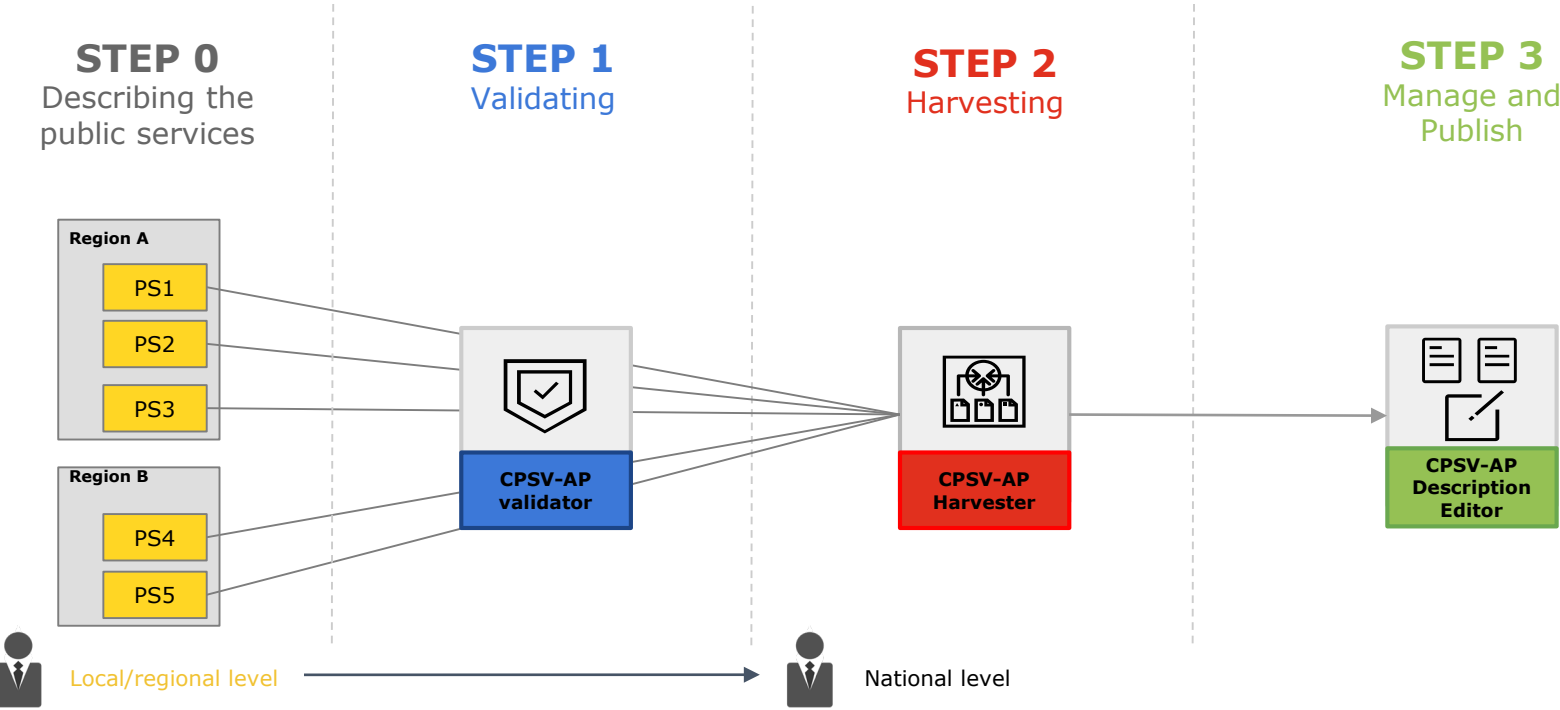 STEP 0
Describing the
public services
STEP 1
Validating
STEP 2
Harvesting
STEP 3
Manage and
Publish
Region A
PS1
PS2
PS3
Region B
PS4
PS5
CPSV-AP
validator
CPSV-AP
Harvester
CPSV-AP
Description
Editor
Local/regional level
National level